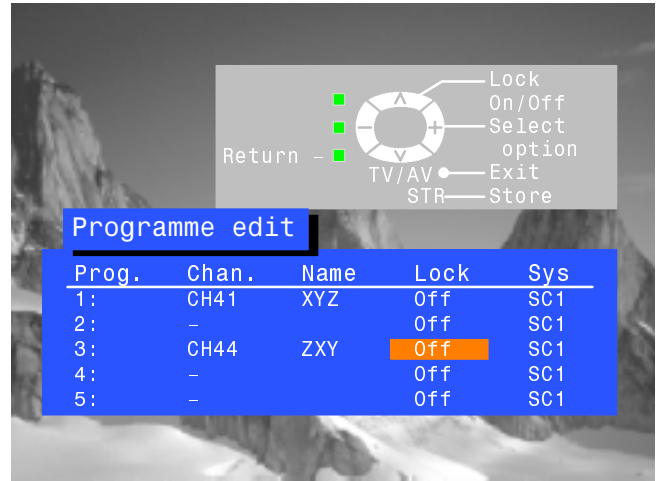 Lock
On/Off
Select
option
Return –
TV/AV Exit
STR Store
Programme edit
Prog. Chan. Name Lock Sys
1: CH41 XYZ Off SC1
2: – Off SC1
3: CH44 ZXY Off SC1
4: – Off SC1
5: – Off SC1